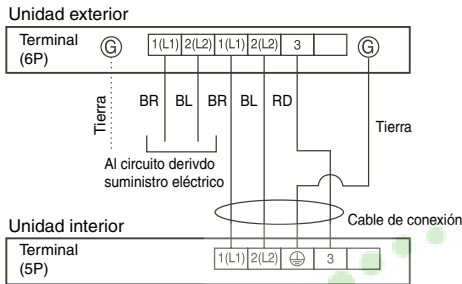 Unidad exterior
Terminal
(6P)
G 1(L1) 2(L2) 1(L1) 2(L2) 3 G
Tierra
BR BL BR BL RD
Tierra
Al circuito derivdo
suministro eléctrico
Cable de conexión
Unidad interior
Terminal
(5P)
1(L1) 2(L2) 3